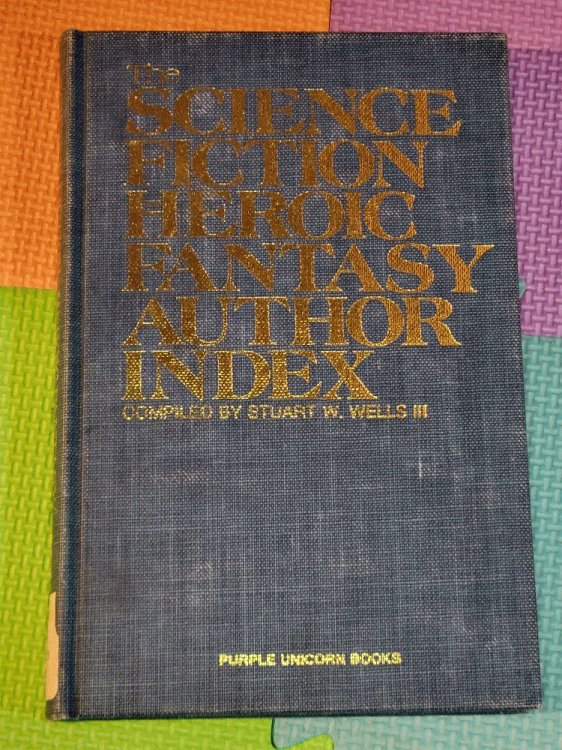 The
SCIENCE
FICTION
HEROIC
FANTASY
AUTHOR
INDEX
COMPILED BY STUART W. WELLS III
PURPLE UNICORN BOOKS